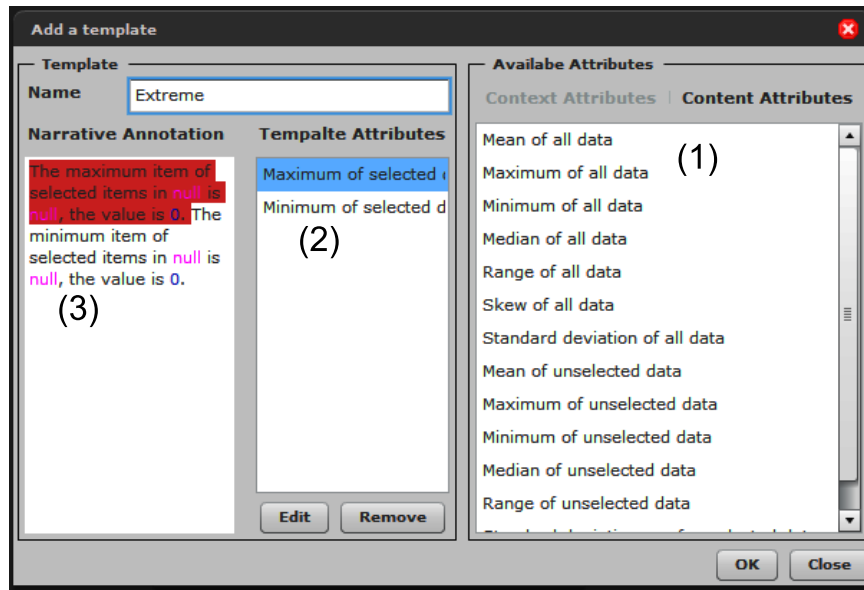 Add a template
Template
Name
Extreme
Narrative Annotation
The maximum item of
selected items in null is
null, the value is 0. The
minimum item of
selected items in null is
null, the value is 0.
(3)
Tempalte Attributes
Maximum of selected
Minimum of selected d
(2)
Edit Remove
Availabe Attributes
Context Attributes | Content Attributes
Mean of all data
(1)
Maximum of all data
Minimum of all data
Median of all data
Range of all data
Skew of all data
Standard deviation of all data
Mean of unselected data
Maximum of unselected data
Minimum of unselected data
Median of unselected data
Range of unselected data
OK Close